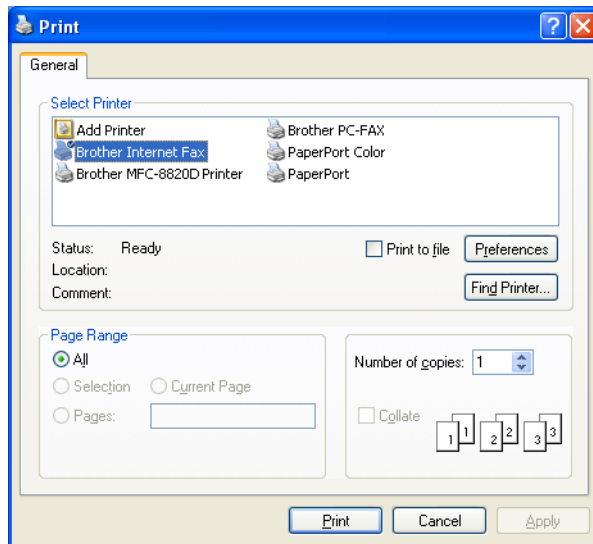 Print
General
Select Printer
Add Printer
Brother PC-FAX
Brother Internet Fax
PaperPort Color
Brother MFC-8820D Printer
PaperPort
Status: Ready
Print to file
Preferences
Location:
Comment:
Find Printer...
Page Range
All
Number of copies: 1
Selection
Current Page
Pages:
Collate
1 1 2 2 3 3
Print
Cancel
Apply